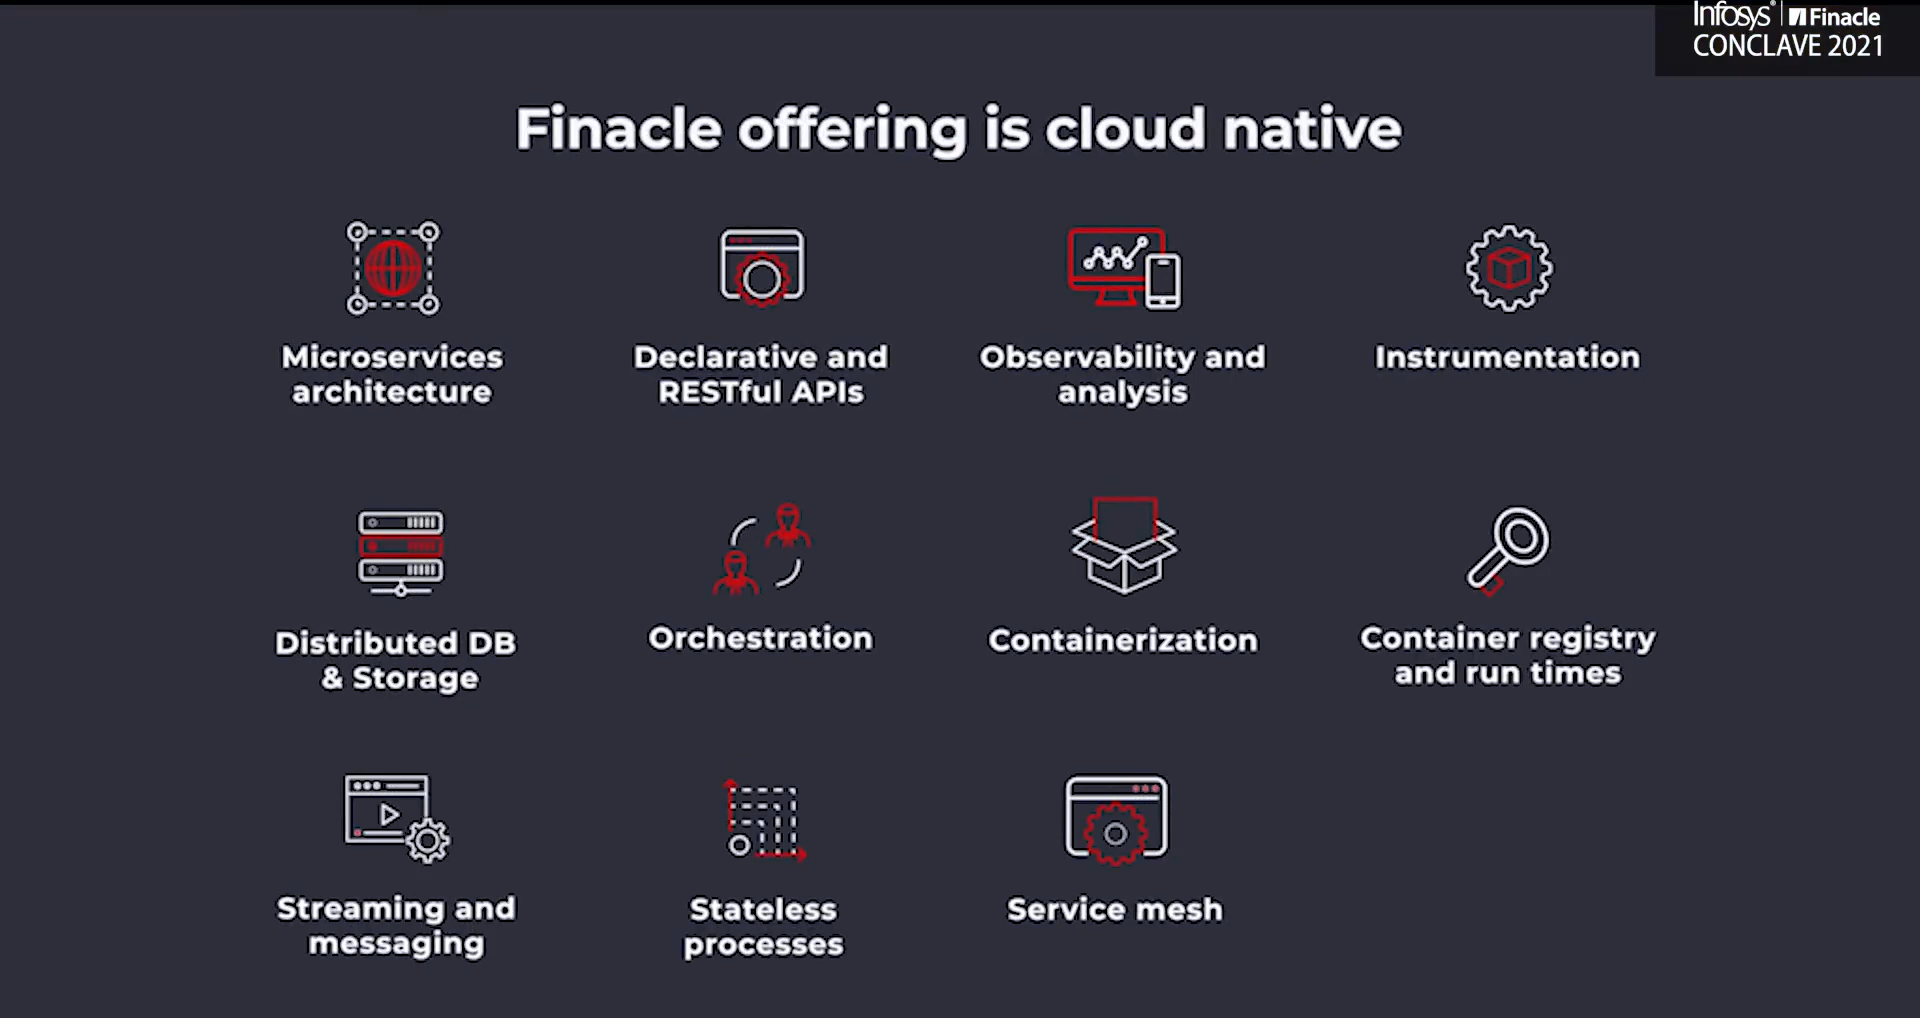 Infosys® | Finacle
CONCLAVE 2021
Finacle offering is cloud native
Microservices
architecture
Declarative and
RESTful APIs
Observability and
analysis
Instrumentation
Distributed DB
& Storage
Orchestration
Containerization
Container registry
and run times
Streaming and
messaging
Stateless
processes
Service mesh